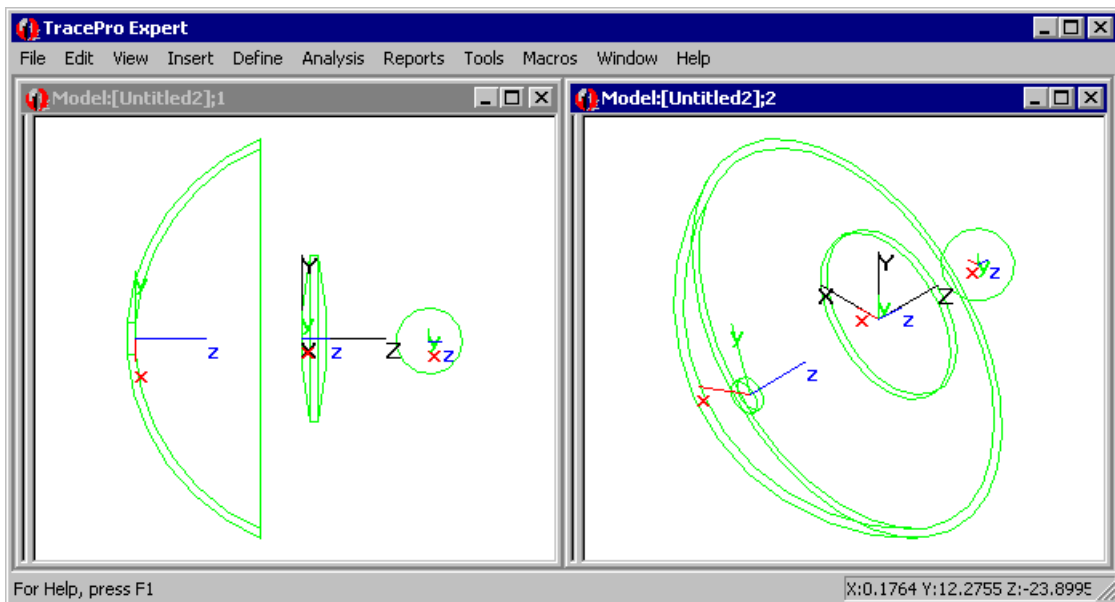 TracePro Expert
File Edit View Insert Define Analysis Reports Tools Macros Window Help
Model:[Untitled2];1
Model:[Untitled2];2
y
z
x
Y
y
X
x
z
Z
y
x
z
Y
X
y
x
z
Z
x
y
z
y
x
z
For Help, press F1
X:0.1764 Y:12.2755 Z:-23.8995